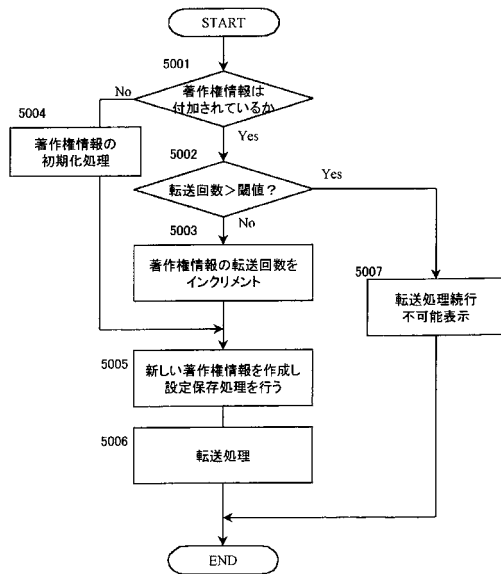 START
5001
No
著作権情報は
付加されているか
5004
Yes
著作権情報の
初期化処理
5002
転送回数>閾値?
Yes
No
5003
著作権情報の転送回数を
インクリメント
5007
転送処理続行
不可能表示
5005
新しい著作権情報を作成し
設定保存処理を行う
5006
転送処理
END